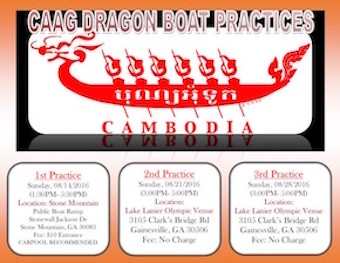 CAAG DRAGON BOAT PRACTICES
បុណ្យអុំទូក
CAMBODIA
1st Practice
Sunday, 08/14/2016
(1:30PM- 5:30PM)
Location: Stone Mountain
Public Boat Ramp
Stonewall Jackson Dr
Stone Mountain, GA 30083
Fee: $10 Entrance
CARPOOL RECOMMENDED
2nd Practice
Sunday, 08/21/2016
(3:00PM- 5:00PM)
Location:
Lake Lanier Olympic Venue
3105 Clark's Bridge Rd
Gainesville, GA 30506
Fee: No Charge
3rd Practice
Sunday, 08/28/2016
(3:00PM- 5:00PM)
Location:
Lake Lanier Olympic Venue
3105 Clark's Bridge Rd
Gainesville, GA 30506
Fee: No Charge